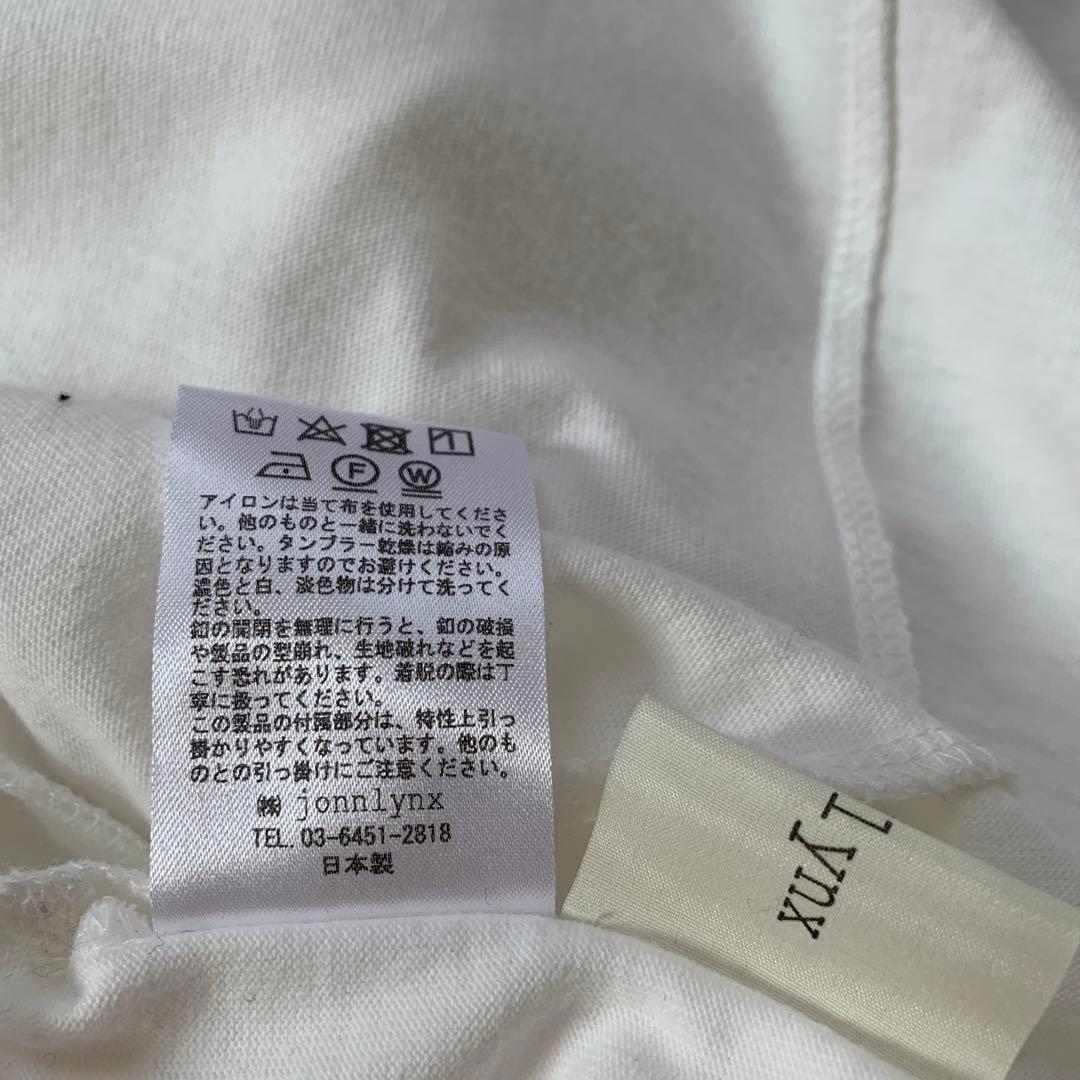 F W
アイロンは当て布を使用してくださ
い。他のものと一緒に洗わないでく
ださい。タンブラー乾燥は縮みの原
因となりますのでお避けください。
濃色と白、淡色物は分けて洗ってく
ださい。
釦の開閉を無理に行うと、釦の破損
や製品の型崩れ、生地破れなどを起
こす恐れがあります。着脱の際は丁
寧に扱ってください。
この製品の付属部分は、特性上引っ
掛かりやすくなっています。他のも
のとの引っ掛けにご注意ください。
㈱ jonnlynx
TEL. 03-6451-2818
日本製
lynx